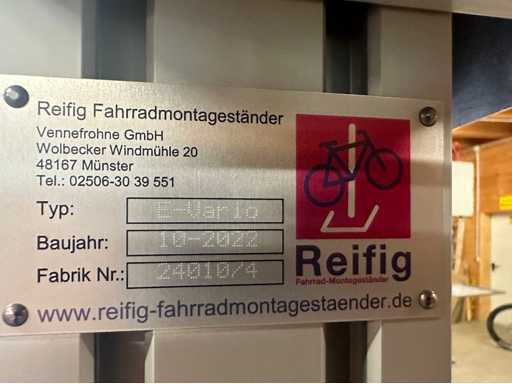 Reifig Fahrradmontageständer
Vennefrohne GmbH
Wolbecker Windmühle 20
48167 Münster
Tel.: 02506-30 39 551
Typ: E-Vario
Baujahr: 10-2022
Fabrik Nr.: 24010/4
Reifig
Fahrrad-Montageständer
www.reifig-fahrradmontagestaender.de